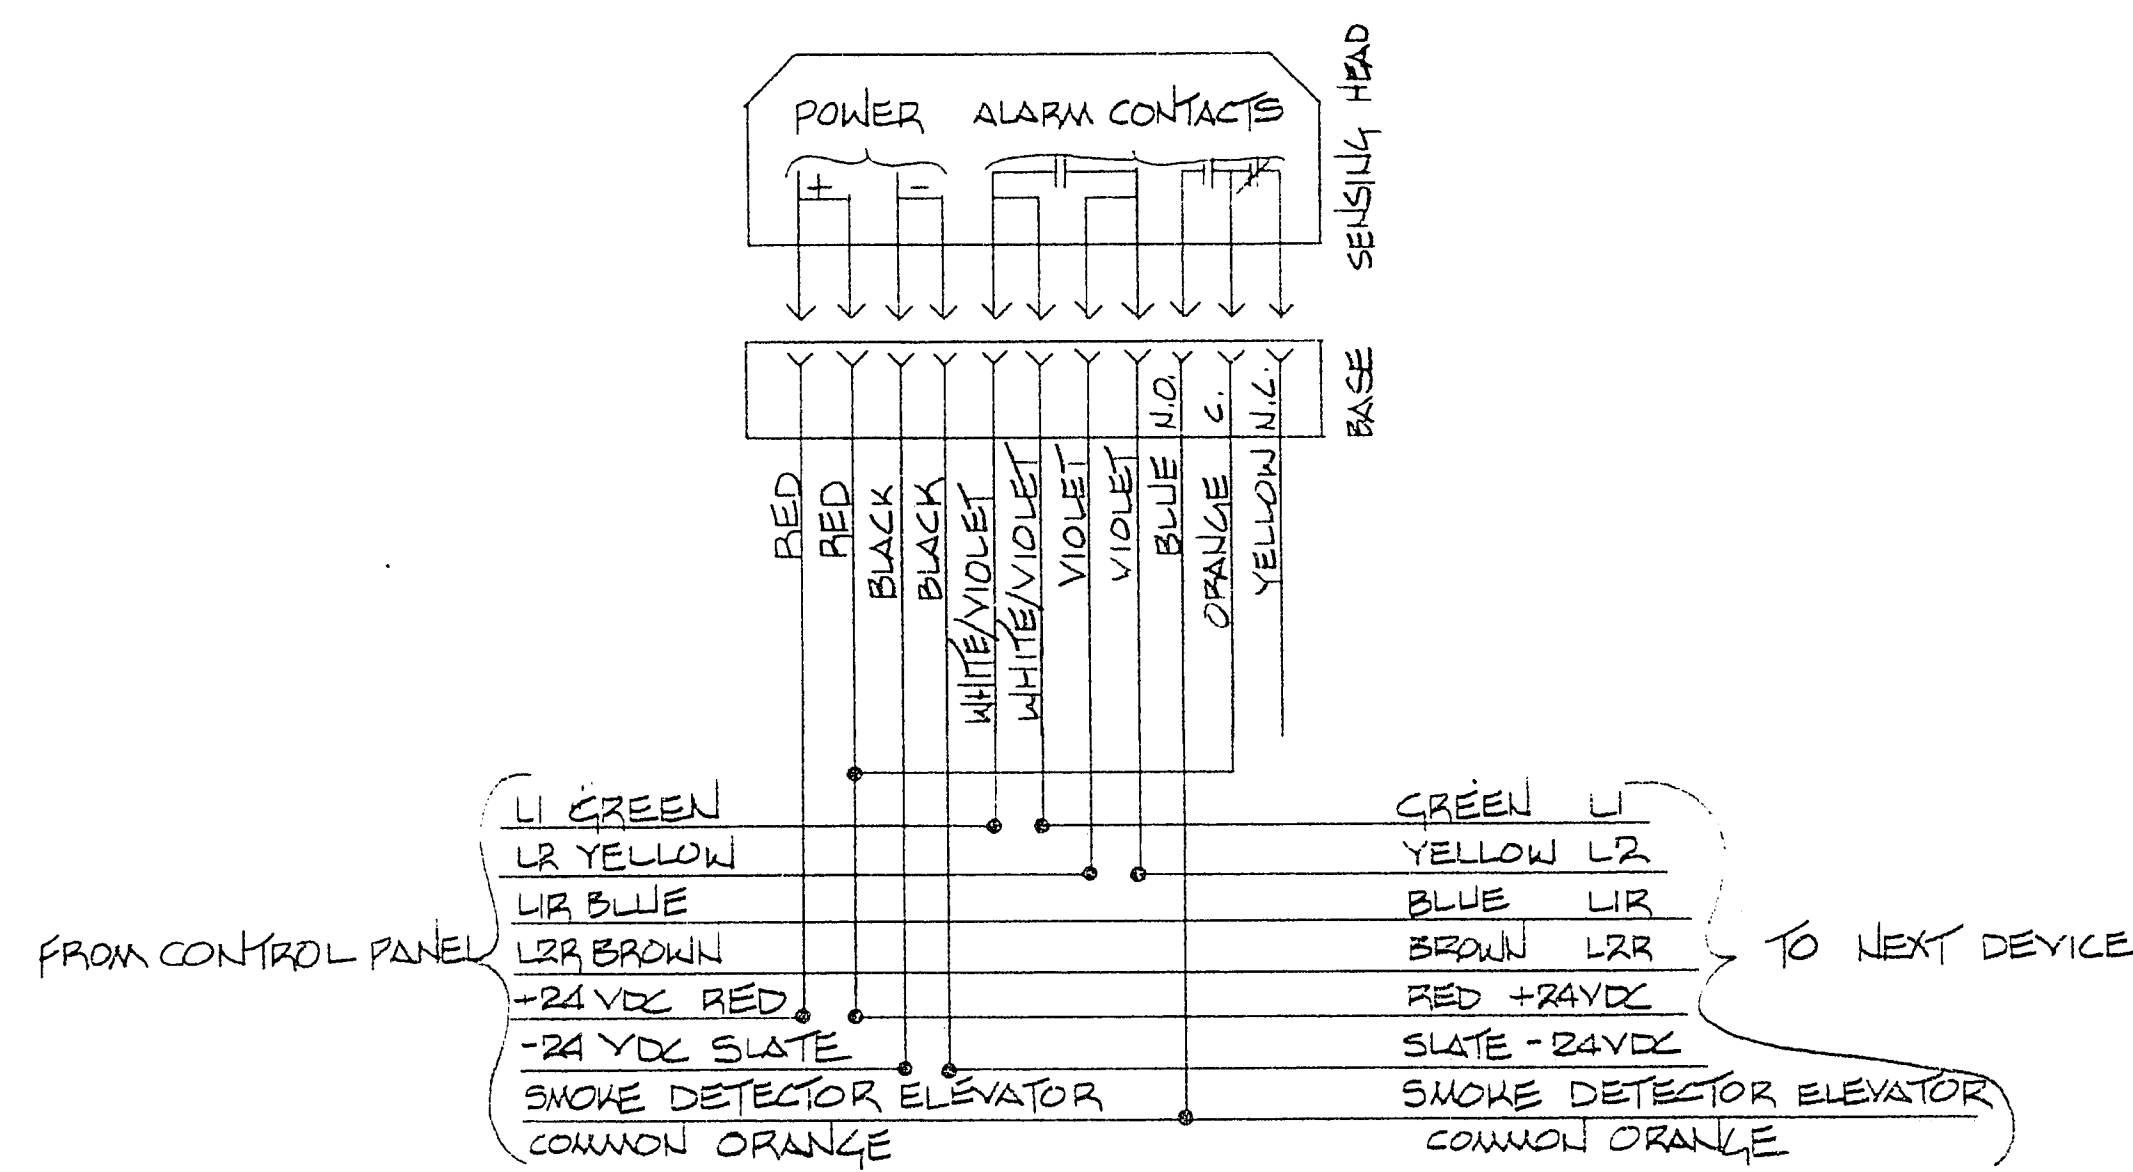 POWER ALARM CONTACTS
+ -
SENSING HEAD
BASE
N.O.
C.
N.C.
RED
RED
BLACK
BLACK
WHITE/VIOLET
WHITE/VIOLET
VIOLET
VIOLET
BLUE
ORANGE
YELLOW
FROM CONTROL PANEL
L1 GREEN
L2 YELLOW
L1R BLUE
L2R BROWN
+24 VDC RED
-24 VDC SLATE
SMOKE DETECTOR ELEVATOR
COMMON ORANGE
GREEN L1
YELLOW L2
BLUE L1R
BROWN L2R
RED +24VDC
SLATE -24VDC
SMOKE DETECTOR ELEVATOR
COMMON ORANGE
TO NEXT DEVICE